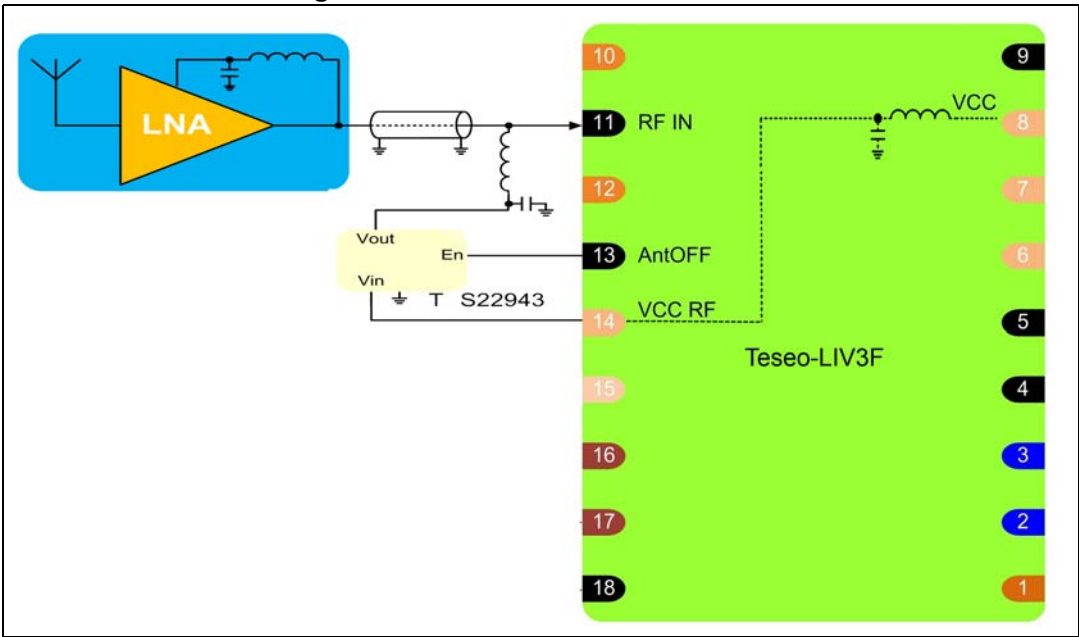 10
9
LNA
11 RF IN
VCC
8
12
7
Vout
En
13 AntOFF
6
Vin
T S22943
14 VCC RF
5
Teseo-LIV3F
15
4
16
3
17
2
18
1